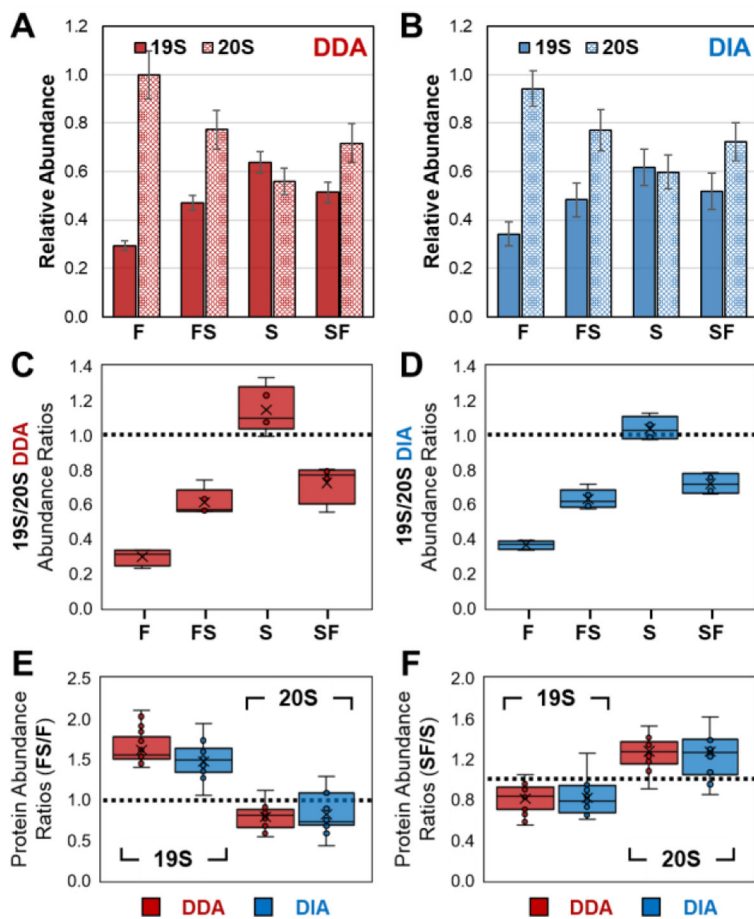 A
19S 20S DDA
Relative Abundance
1.2
1.0
0.8
0.6
0.4
0.2
0.0
F FS S SF
B
19S 20S DIA
Relative Abundance
1.2
1.0
0.8
0.6
0.4
0.2
0.0
F FS S SF
C
19S/20S DDA
Abundance Ratios
1.4
1.2
1.0
0.8
0.6
0.4
0.2
0.0
F FS S SF
D
19S/20S DIA
Abundance Ratios
1.4
1.2
1.0
0.8
0.6
0.4
0.2
0.0
F FS S SF
E
Protein Abundance
Ratios (FS/F)
2.5
2.0
1.5
1.0
0.5
0.0
20S
19S
DDA DIA
F
Protein Abundance
Ratios (SF/S)
2.0
1.6
1.2
0.8
0.4
0.0
19S
20S
DDA DIA